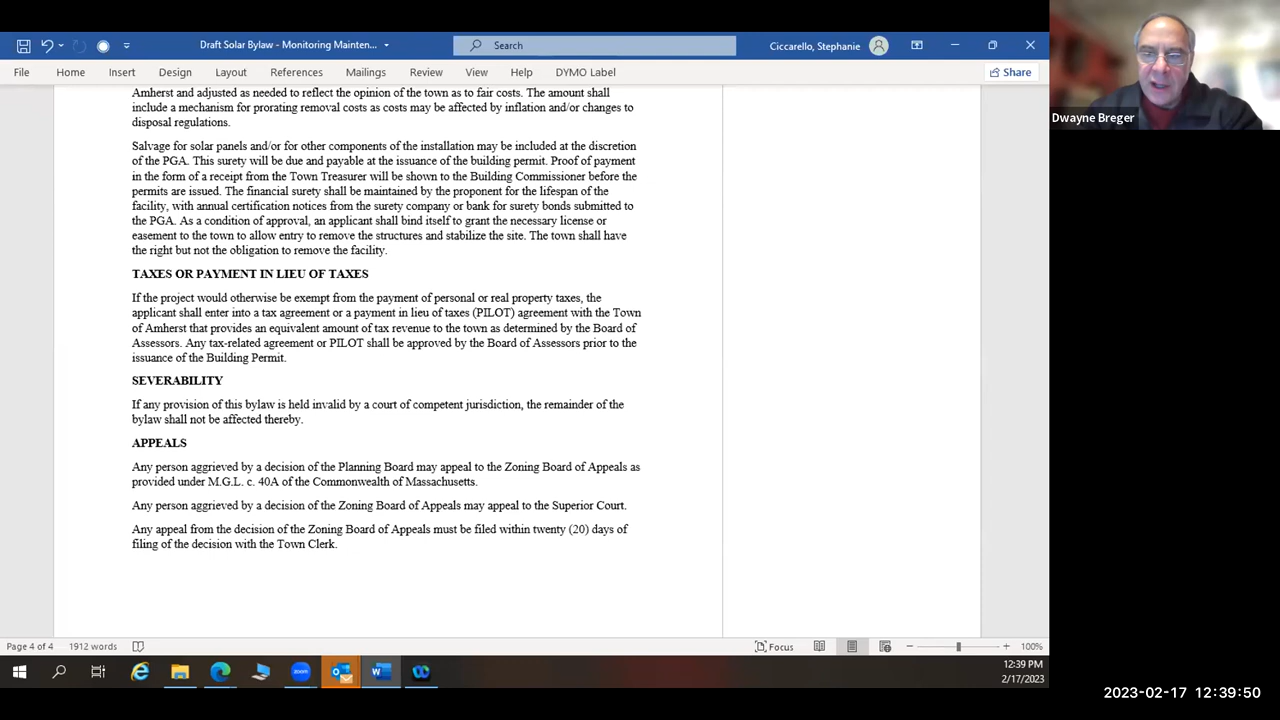 Draft Solar Bylaw - Monitoring Mainten...
Search
Ciccarello, Stephanie
File Home Insert Design Layout References Mailings Review View Help DYMO Label Share
Dwayne Breger
Amherst and adjusted as needed to reflect the opinion of the town as to fair costs. The amount shall
include a mechanism for prorating removal costs as costs may be affected by inflation and/or changes to
disposal regulations.
Salvage for solar panels and/or for other components of the installation may be included at the discretion
of the PGA. This surety will be due and payable at the issuance of the building permit. Proof of payment
in the form of a receipt from the Town Treasurer will be shown to the Building Commissioner before the
permits are issued. The financial surety shall be maintained by the proponent for the lifespan of the
facility, with annual certification notices from the surety company or bank for surety bonds submitted to
the PGA. As a condition of approval, an applicant shall bind itself to grant the necessary license or
easement to the town to allow entry to remove the structures and stabilize the site. The town shall have
the right but not the obligation to remove the facility.
TAXES OR PAYMENT IN LIEU OF TAXES
If the project would otherwise be exempt from the payment of personal or real property taxes, the
applicant shall enter into a tax agreement or a payment in lieu of taxes (PILOT) agreement with the Town
of Amherst that provides an equivalent amount of tax revenue to the town as determined by the Board of
Assessors. Any tax-related agreement or PILOT shall be approved by the Board of Assessors prior to the
issuance of the Building Permit.
SEVERABILITY
If any provision of this bylaw is held invalid by a court of competent jurisdiction, the remainder of the
bylaw shall not be affected thereby.
APPEALS
Any person aggrieved by a decision of the Planning Board may appeal to the Zoning Board of Appeals as
provided under M.G.L. c. 40A of the Commonwealth of Massachusetts.
Any person aggrieved by a decision of the Zoning Board of Appeals may appeal to the Superior Court.
Any appeal from the decision of the Zoning Board of Appeals must be filed within twenty (20) days of
filing of the decision with the Town Clerk.
Page 4 of 4 1912 words Focus 100%
zoom
12:39 PM
2/17/2023
2023-02-17 12:39:50